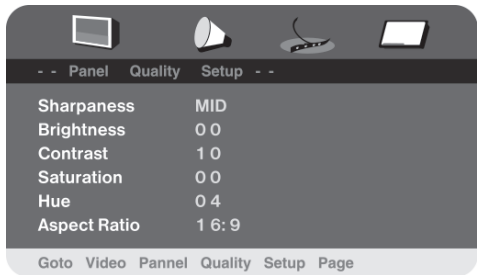 - - Panel Quality Setup - -
Sharpaness MID
Brightness 0 0
Contrast 1 0
Saturation 0 0
Hue 0 4
Aspect Ratio 1 6: 9
Goto Video Pannel Quality Setup Page